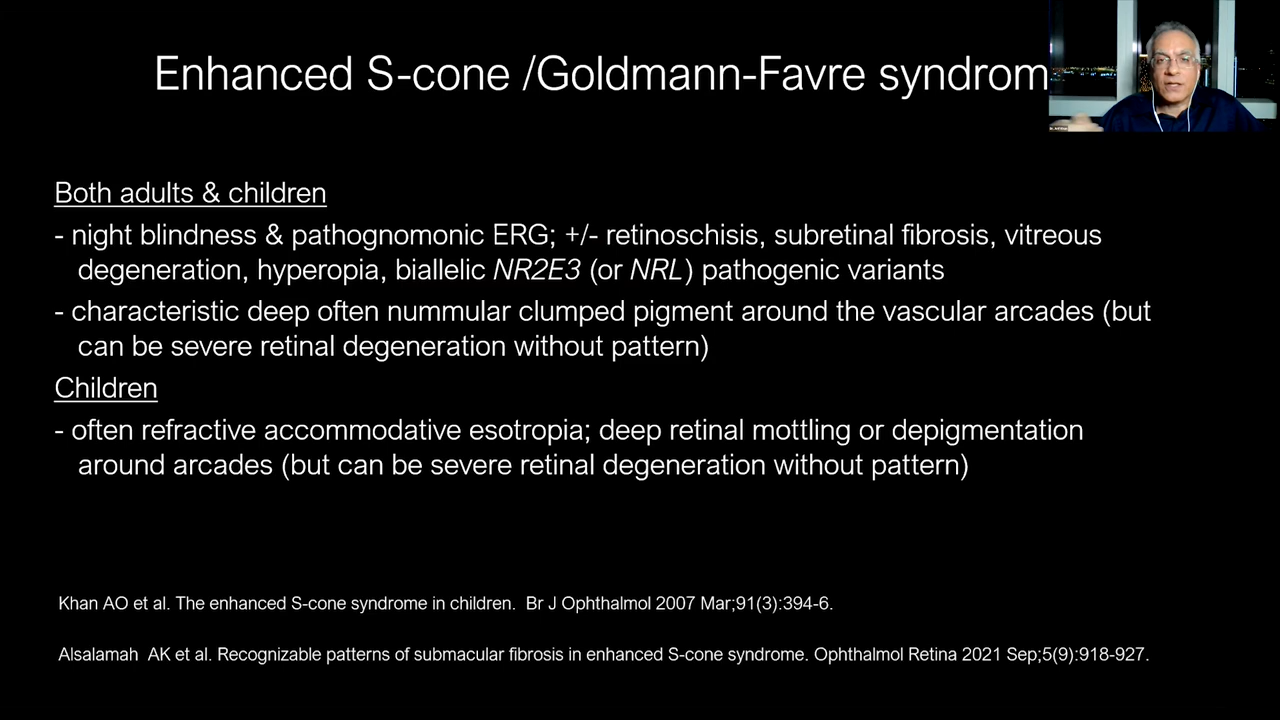 Enhanced S-cone /Goldmann-Favre syndrom
Both adults & children
- night blindness & pathognomonic ERG; +/- retinoschisis, subretinal fibrosis, vitreous
degeneration, hyperopia, biallelic NR2E3 (or NRL) pathogenic variants
- characteristic deep often nummular clumped pigment around the vascular arcades (but
can be severe retinal degeneration without pattern)
Children
- often refractive accommodative esotropia; deep retinal mottling or depigmentation
around arcades (but can be severe retinal degeneration without pattern)
Khan AO et al. The enhanced S-cone syndrome in children. Br J Ophthalmol 2007 Mar;91(3):394-6.
Alsalamah AK et al. Recognizable patterns of submacular fibrosis in enhanced S-cone syndrome. Ophthalmol Retina 2021 Sep;5(9):918-927.